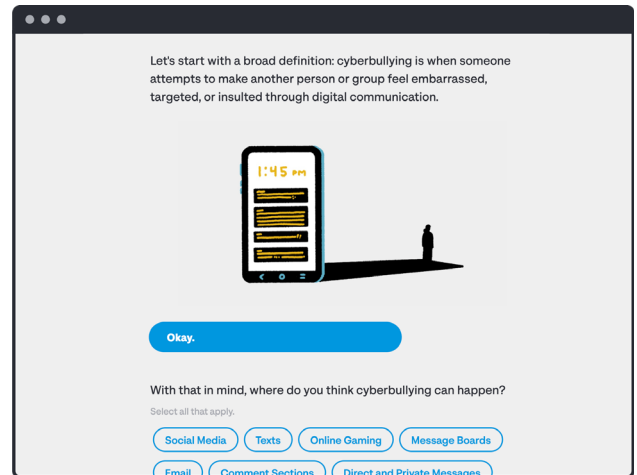 Let's start with a broad definition: cyberbullying is when someone
attempts to make another person or group feel embarrassed,
targeted, or insulted through digital communication.
1:45 PM
Okay.
With that in mind, where do you think cyberbullying can happen?
Select all that apply.
Social Media Texts Online Gaming Message Boards
Email Comment Sections Direct and Private Messages